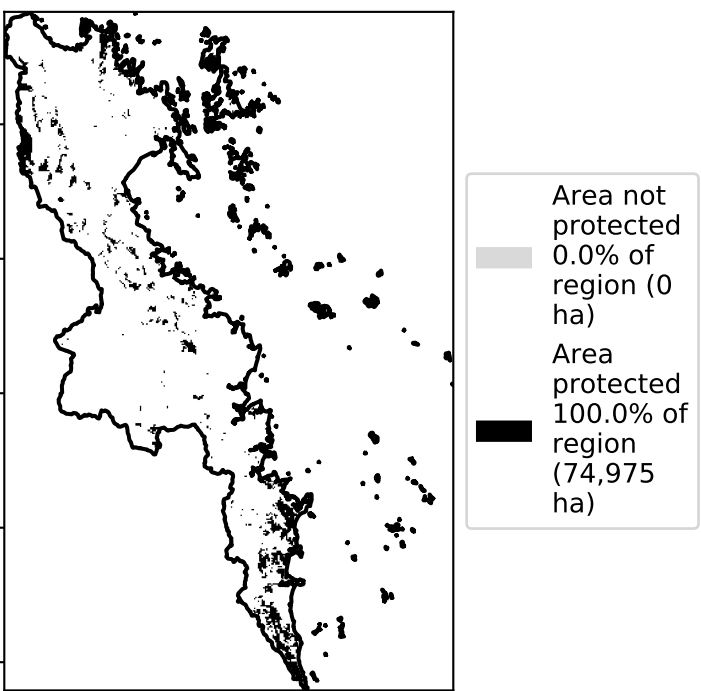 Area not
protected
0.0% of
region (0
ha)
Area
protected
100.0% of
region
(74,975
ha)